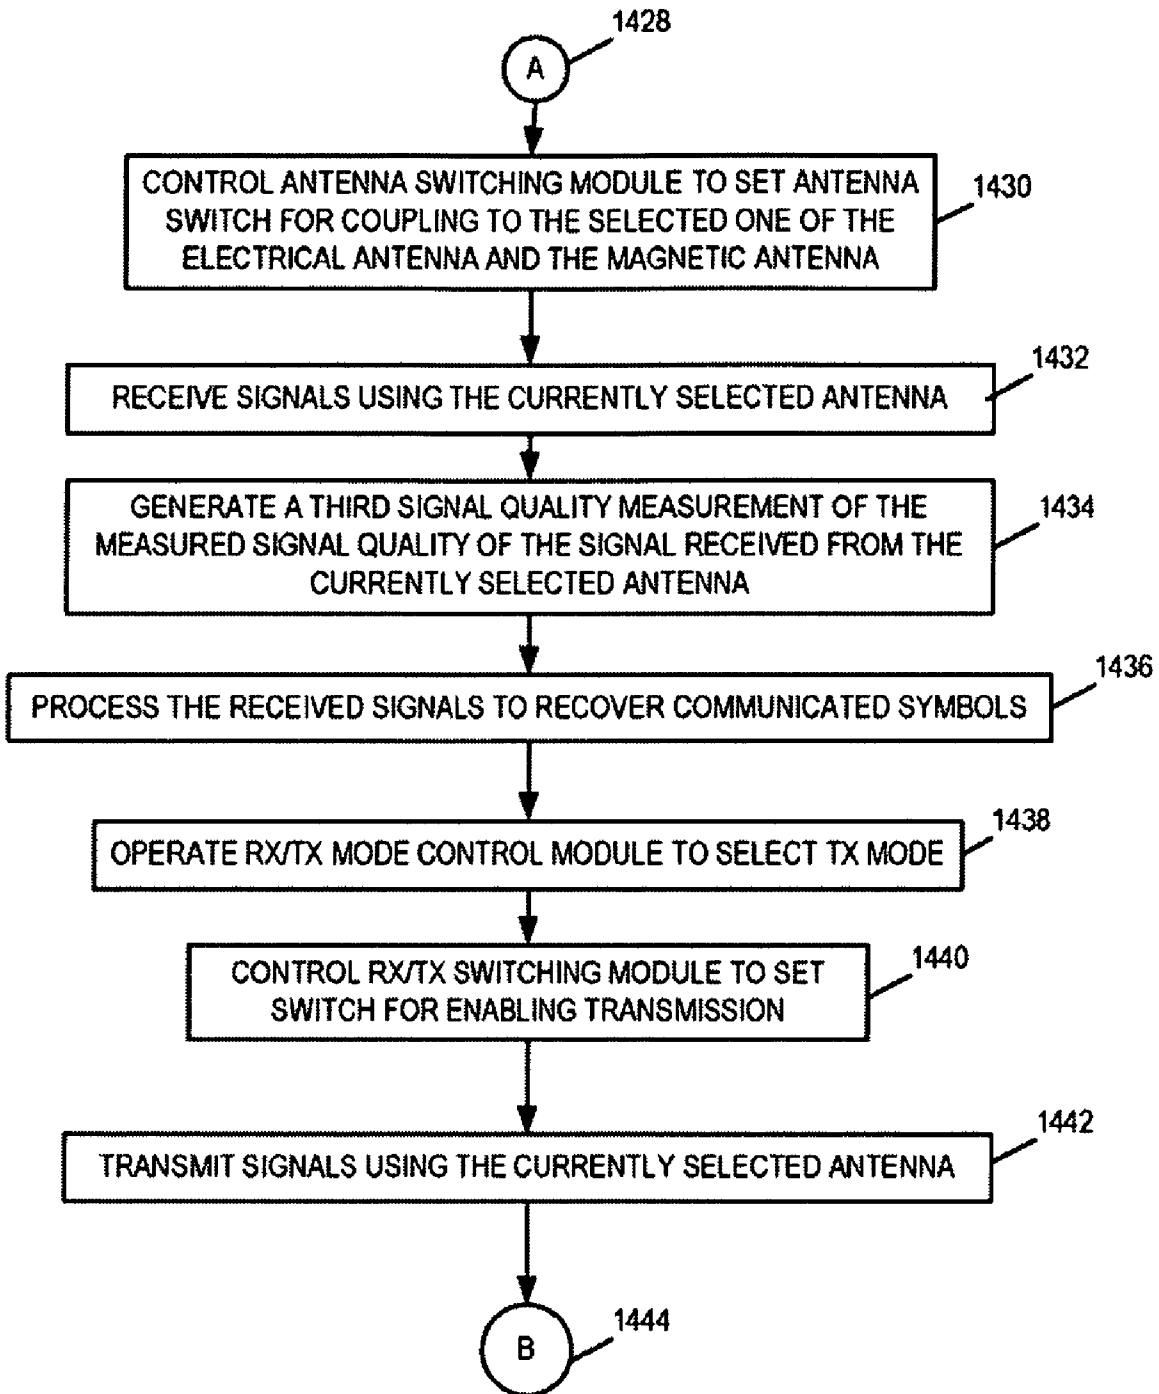 1428
A
CONTROL ANTENNA SWITCHING MODULE TO SET ANTENNA
SWITCH FOR COUPLING TO THE SELECTED ONE OF THE
ELECTRICAL ANTENNA AND THE MAGNETIC ANTENNA
1430
RECEIVE SIGNALS USING THE CURRENTLY SELECTED ANTENNA
1432
GENERATE A THIRD SIGNAL QUALITY MEASUREMENT OF THE
MEASURED SIGNAL QUALITY OF THE SIGNAL RECEIVED FROM THE
CURRENTLY SELECTED ANTENNA
1434
PROCESS THE RECEIVED SIGNALS TO RECOVER COMMUNICATED SYMBOLS
1436
OPERATE RX/TX MODE CONTROL MODULE TO SELECT TX MODE
1438
CONTROL RX/TX SWITCHING MODULE TO SET
SWITCH FOR ENABLING TRANSMISSION
1440
TRANSMIT SIGNALS USING THE CURRENTLY SELECTED ANTENNA
1442
B
1444